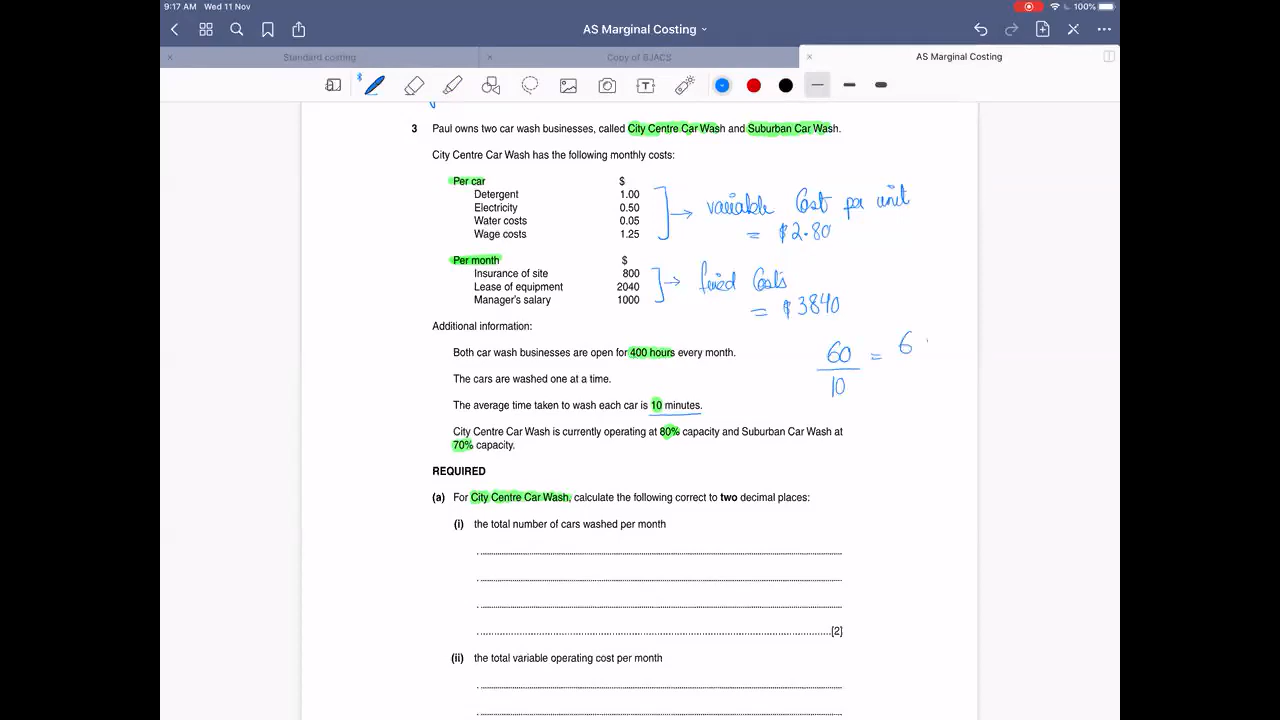 9:17 AM Wed 11 Nov
100%
AS Marginal Costing
Standard costing
Copy of BJACS
AS Marginal Costing
3 Paul owns two car wash businesses, called City Centre Car Wash and Suburban Car Wash.
City Centre Car Wash has the following monthly costs:
Per car $
Detergent 1.00
Electricity 0.50
Water costs 0.05
Wage costs 1.25
variable Cost per unit
= $2.80
Per month $
Insurance of site 800
Lease of equipment 2040
Manager's salary 1000
fixed Costs
= $3840
Additional information:
Both car wash businesses are open for 400 hours every month.
60/10 = 6
The cars are washed one at a time.
The average time taken to wash each car is 10 minutes.
City Centre Car Wash is currently operating at 80% capacity and Suburban Car Wash at
70% capacity.
REQUIRED
(a) For City Centre Car Wash, calculate the following correct to two decimal places:
(i) the total number of cars washed per month
[2]
(ii) the total variable operating cost per month